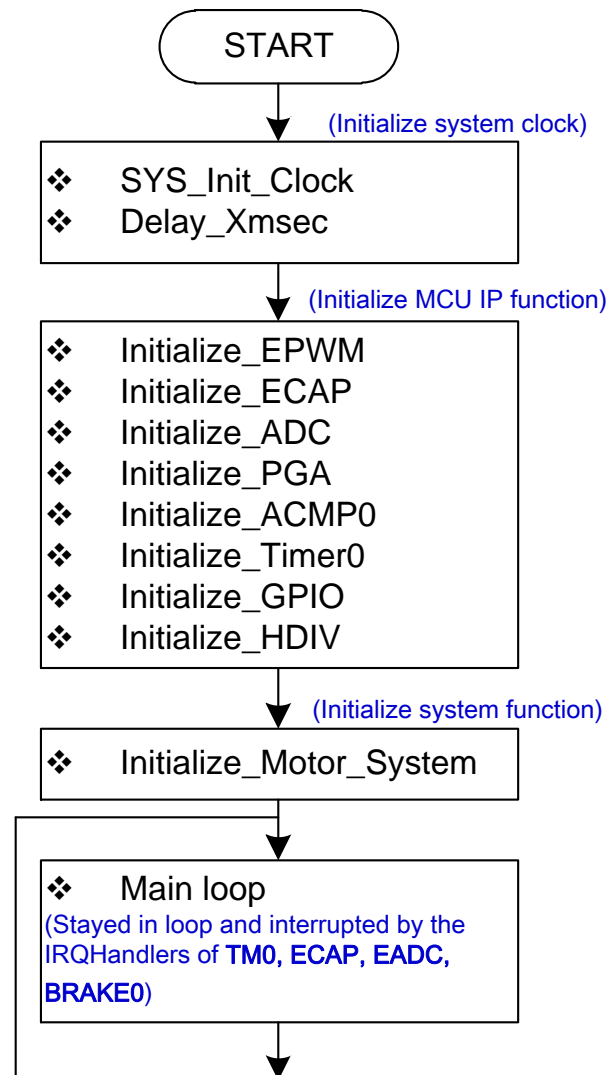 START
(Initialize system clock)
❖ SYS_Init_Clock
❖ Delay_Xmsec
(Initialize MCU IP function)
❖ Initialize_EPWM
❖ Initialize_ECAP
❖ Initialize_ADC
❖ Initialize_PGA
❖ Initialize_ACMP0
❖ Initialize_Timer0
❖ Initialize_GPIO
❖ Initialize_HDIV
(Initialize system function)
❖ Initialize_Motor_System
❖ Main loop
(Stayed in loop and interrupted by the
IRQHandlers of TM0, ECAP, EADC,
BRAKE0)